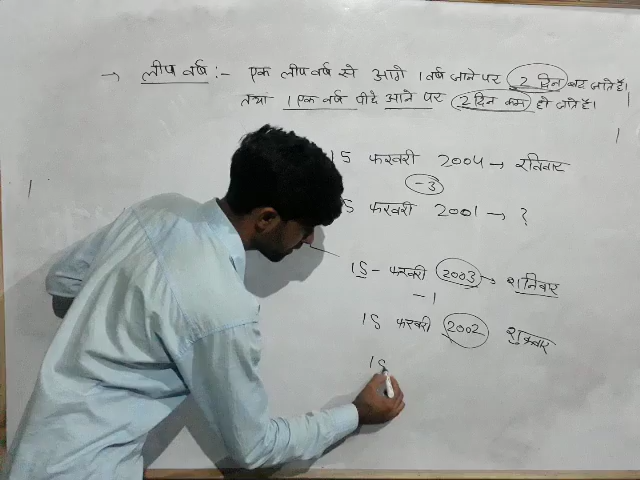 → लीप वर्ष :- एक लीप वर्ष से आगे 1 वर्ष जाने पर 2 दिन बढ़ जाते हैं।
तथा 1 एक वर्ष पीछे आने पर 2 दिन कम हो जाते हैं।
15 फरवरी 2004 → रविवार
-3
15 फरवरी 2001 → ?
15 - फरवरी 2003 → शनिवार
-1
15 फरवरी 2002 शुक्रवार
15